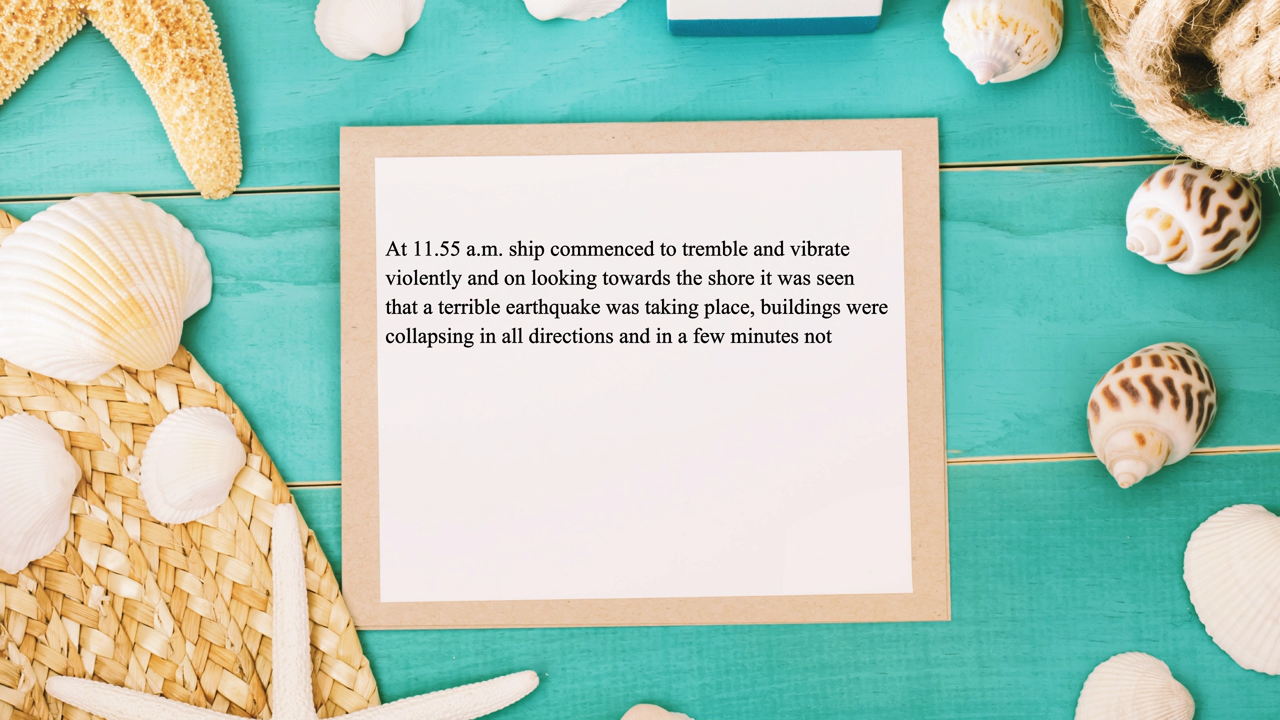 At 11.55 a.m. ship commenced to tremble and vibrate
violently and on looking towards the shore it was seen
that a terrible earthquake was taking place, buildings were
collapsing in all directions and in a few minutes not